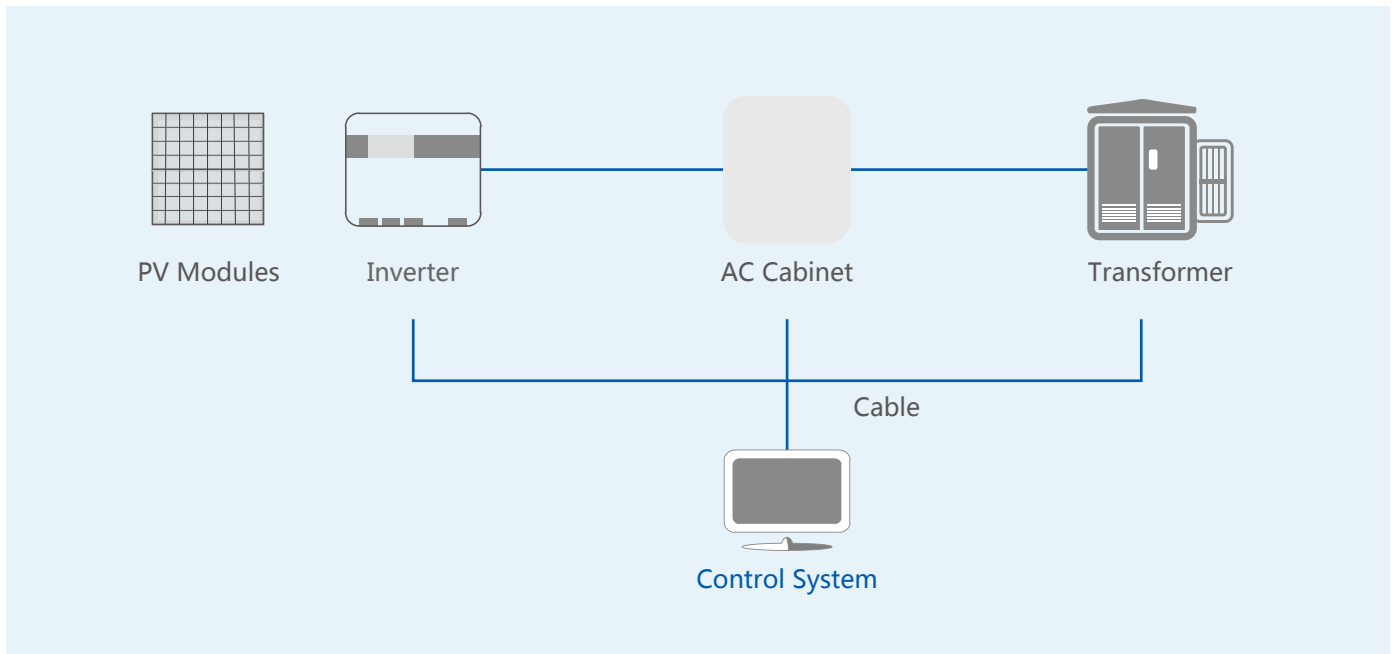 PV Modules
Inverter
AC Cabinet
Transformer
Cable
Control System